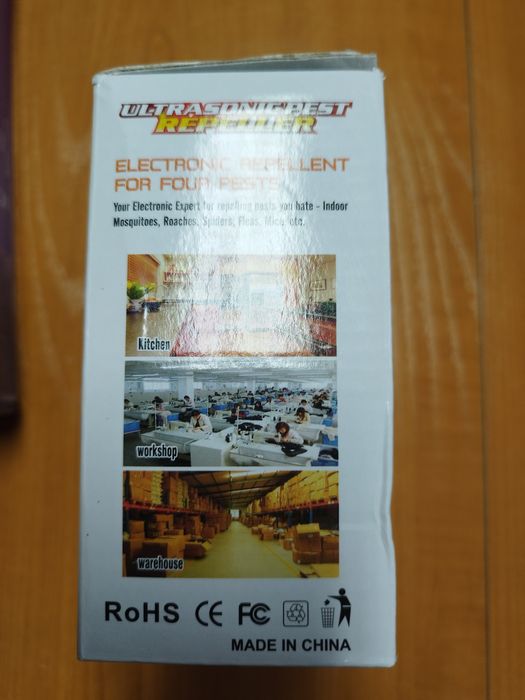 ULTRASONIC PEST
REPELLER
ELECTRONIC REPELLENT
FOR FOUR PESTS
Your Electronic Expert for repelling pests you hate - Indoor
Mosquitoes, Roaches, Spiders, Fleas, Mice, etc.
Kitchen
workshop
warehouse
RoHS CE FC
MADE IN CHINA